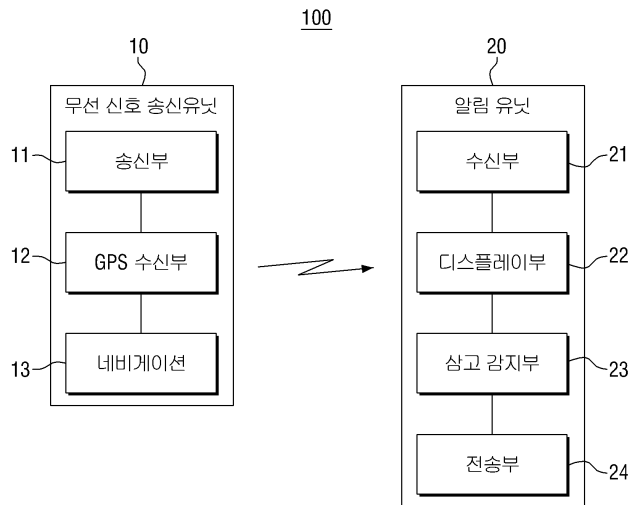 100
10
20
무선 신호 송신유닛
알림 유닛
11
송신부
수신부
21
12
GPS 수신부
디스플레이부
22
13
네비게이션
삼고 감지부
23
전송부
24